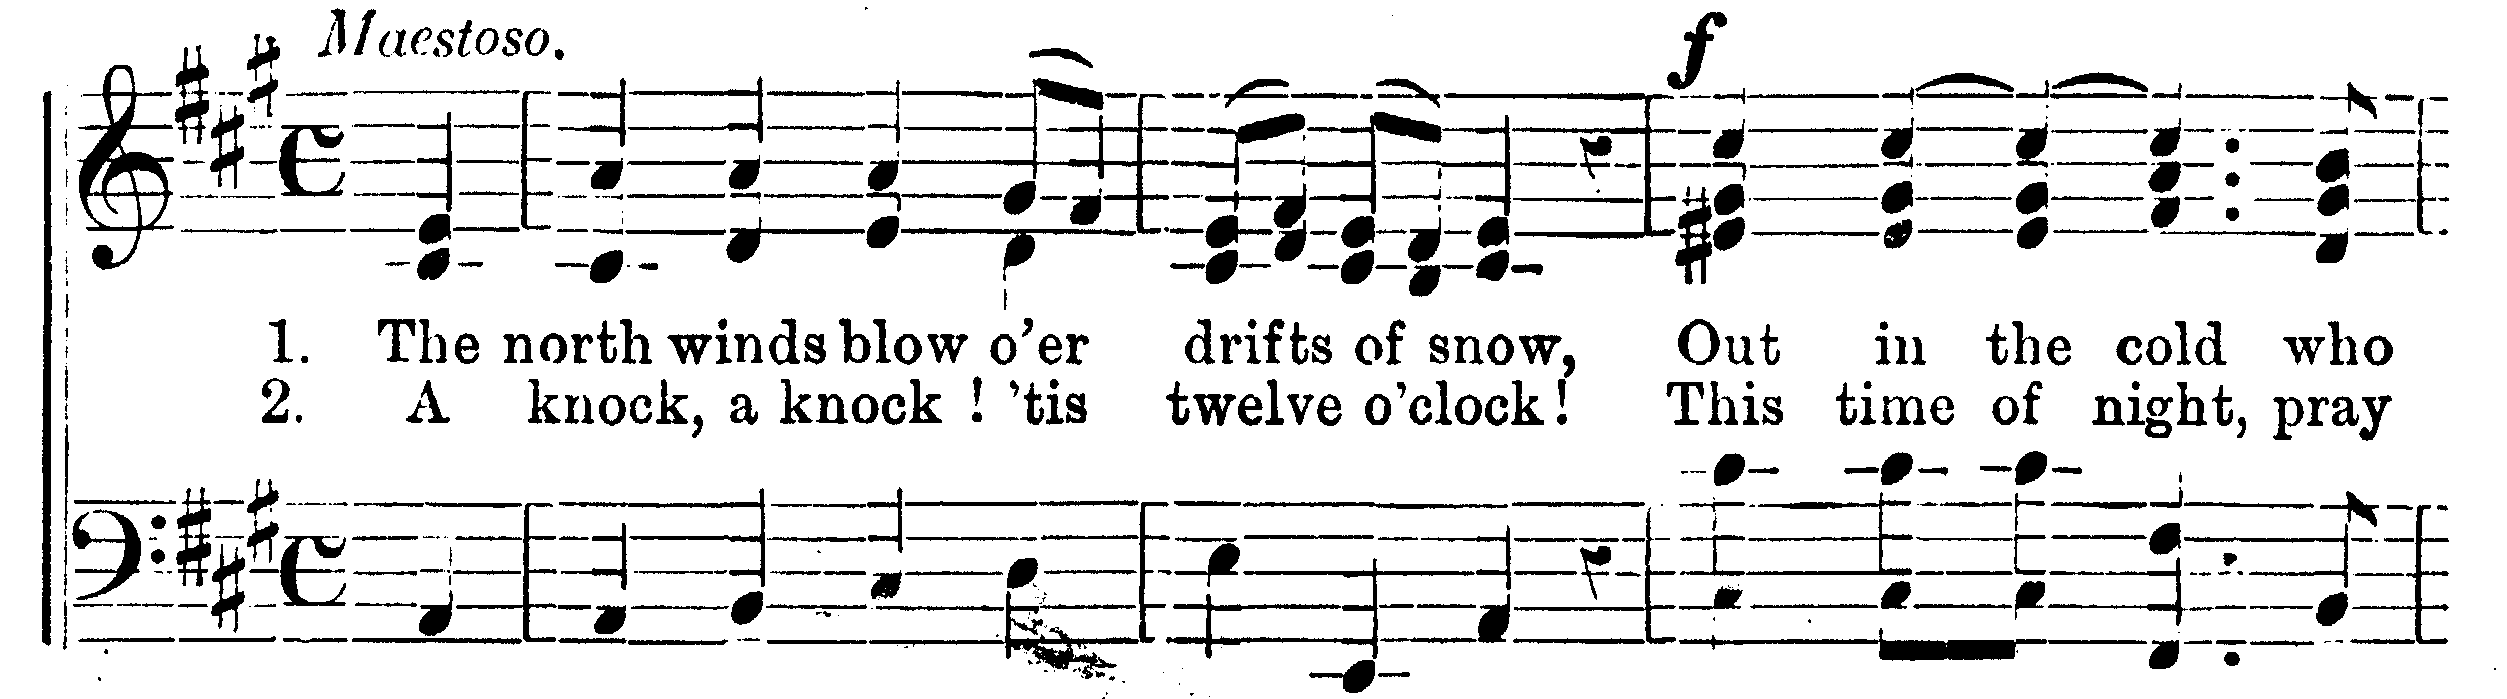 Maestoso.
f
1. The north winds blow o'er drifts of snow, Out in the cold who
2. A knock, a knock! 'tis twelve o'clock! This time of night, pray